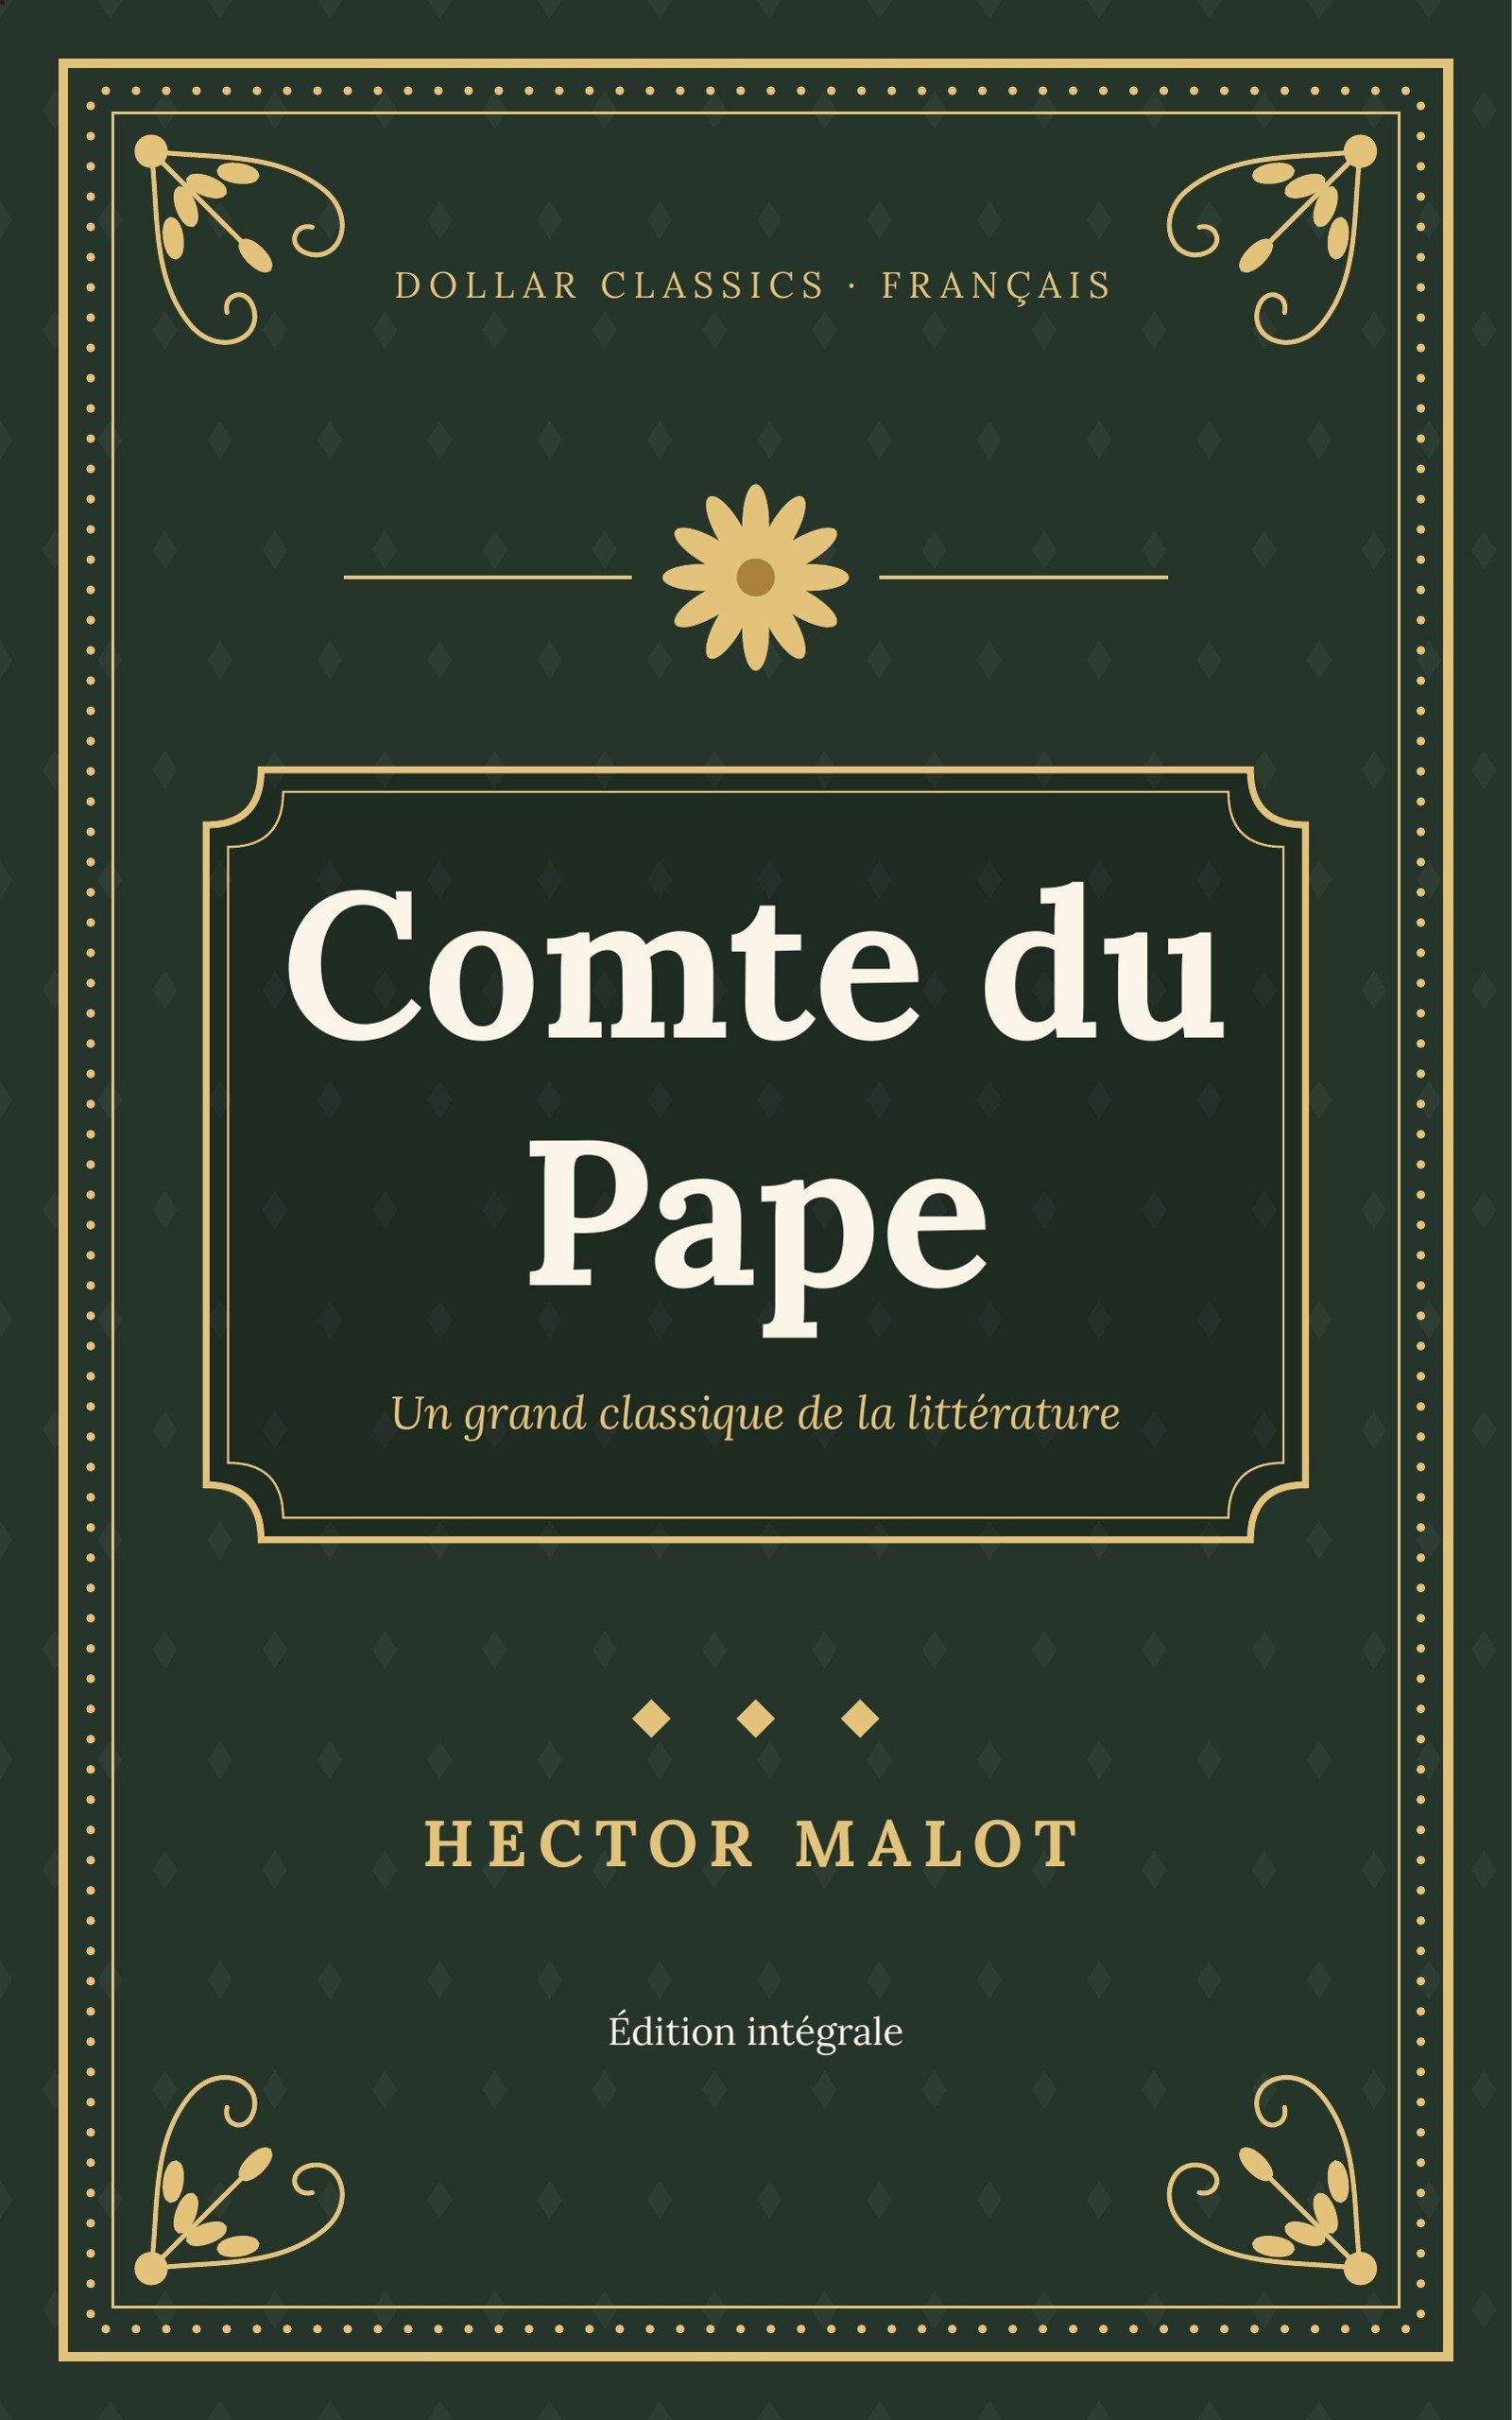 DOLLAR CLASSICS · FRANÇAIS
Comte du
Pape
Un grand classique de la littérature
HECTOR MALOT
Édition intégrale